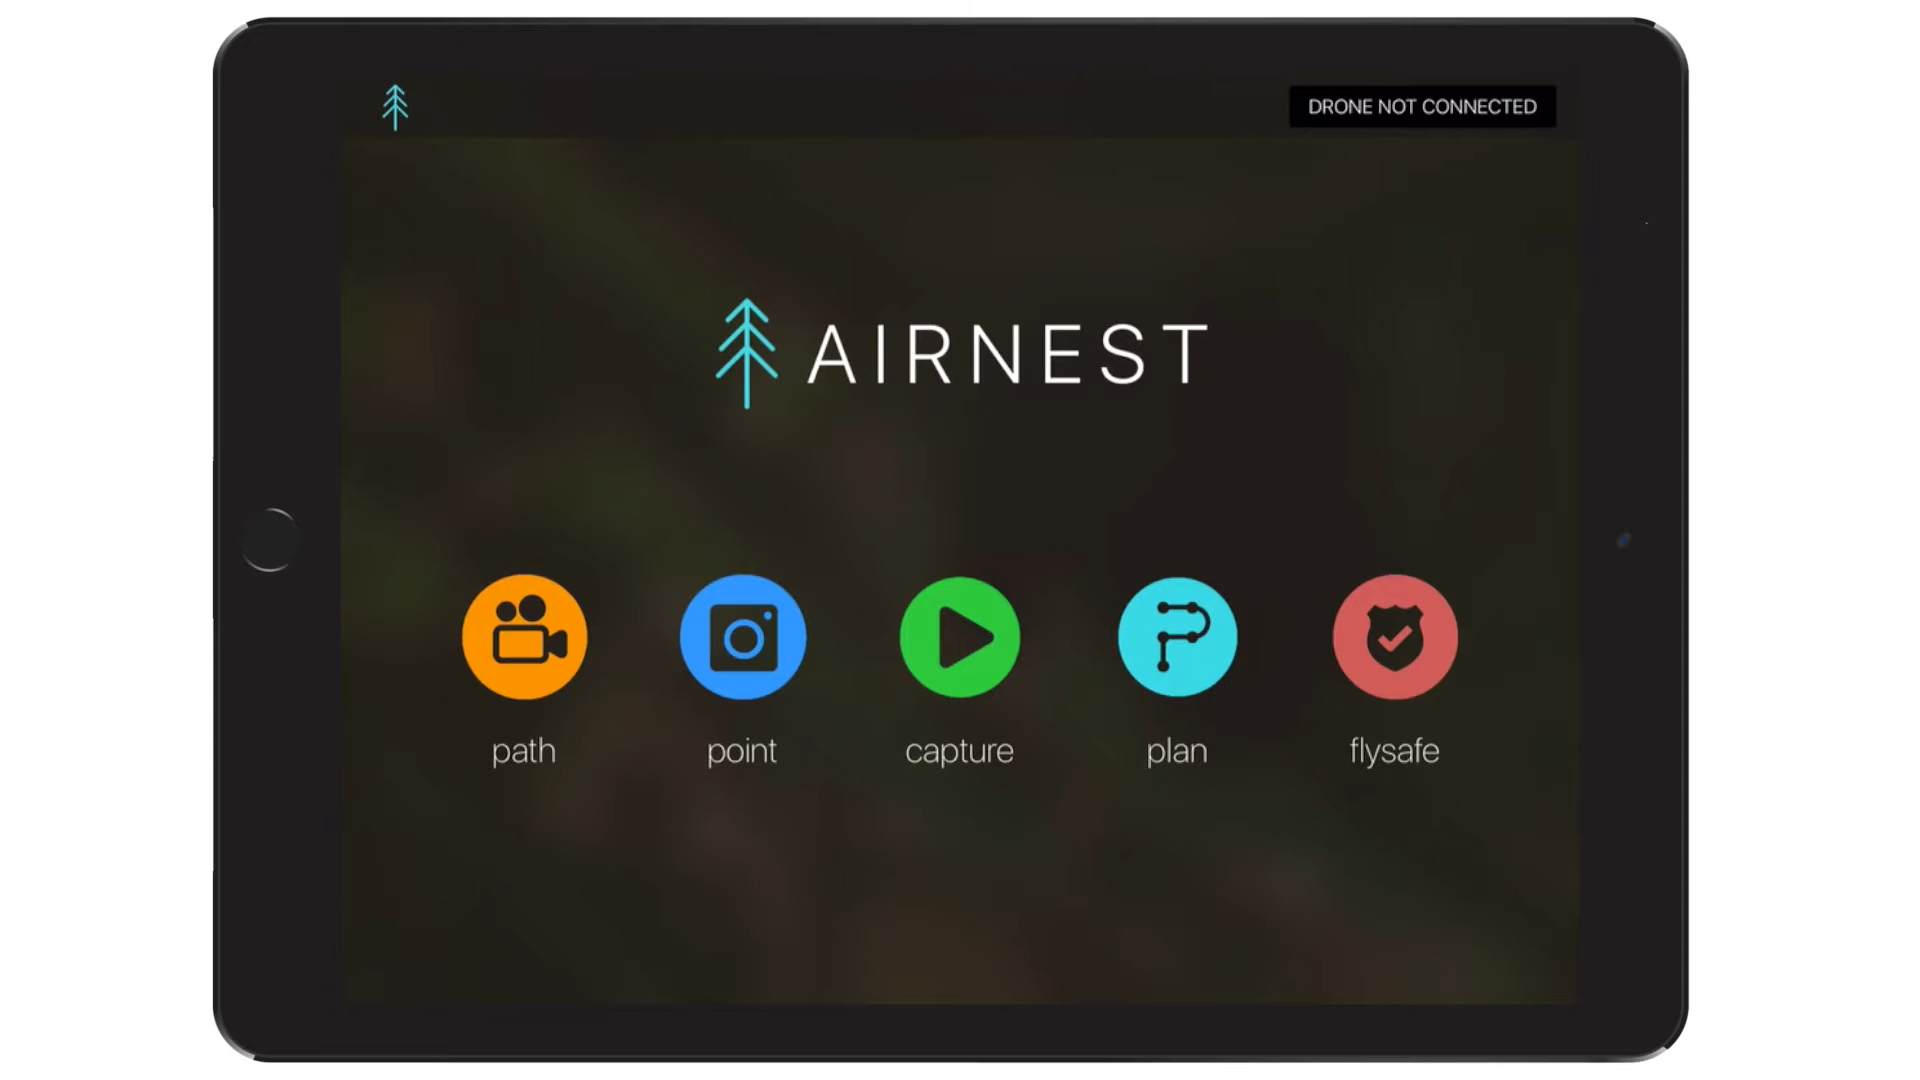 DRONE NOT CONNECTED
AIRNEST
path
point
capture
plan
flysafe